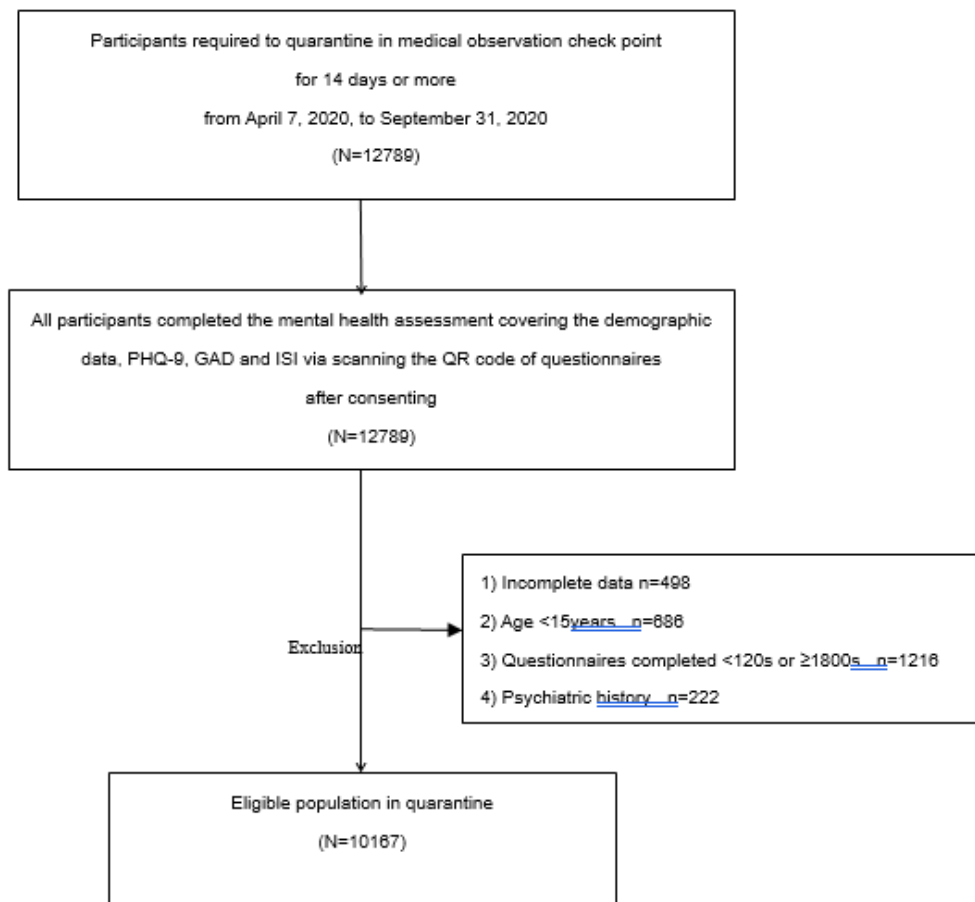 Participants required to quarantine in medical observation check point
for 14 days or more
from April 7, 2020, to September 31, 2020
(N=12789)
All participants completed the mental health assessment covering the demographic
data, PHQ-9, GAD and ISI via scanning the QR code of questionnaires
after consenting
(N=12789)
1) Incomplete data n=498
2) Age <15years n=686
3) Questionnaires completed <120s or ≥1800s n=1216
4) Psychiatric history n=222
Exclusion
Eligible population in quarantine
(N=10167)